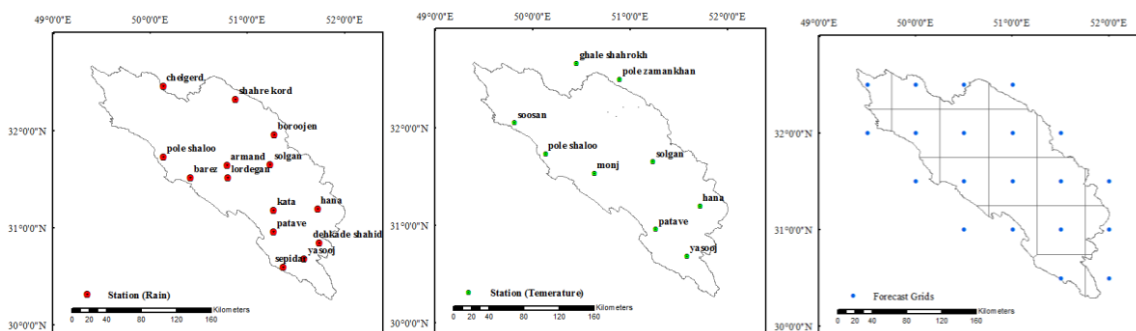 49°0'0"E 50°0'0"E 51°0'0"E 52°0'0"E
chelgerd
shahre kord
boroojen
32°0'0"N
pole shaloo
armand
solgan
barez
lordegan
kata
hana
31°0'0"N
patave
dehkade shahid
yasooj
sepidar
Station (Rain)
Kilometers
0 20 40 80 120 160
30°0'0"N
49°0'0"E 50°0'0"E 51°0'0"E 52°0'0"E
ghale shahrokh
pole zamankhan
soosan
32°0'0"N
pole shaloo
solgan
monj
hana
31°0'0"N
patave
yasooj
Station (Temerature)
Kilometers
0 20 40 80 120 160
30°0'0"N
49°0'0"E 50°0'0"E 51°0'0"E 52°0'0"E
32°0'0"N
31°0'0"N
Forecast Grids
Kilometers
0 20 40 80 120 160
30°0'0"N